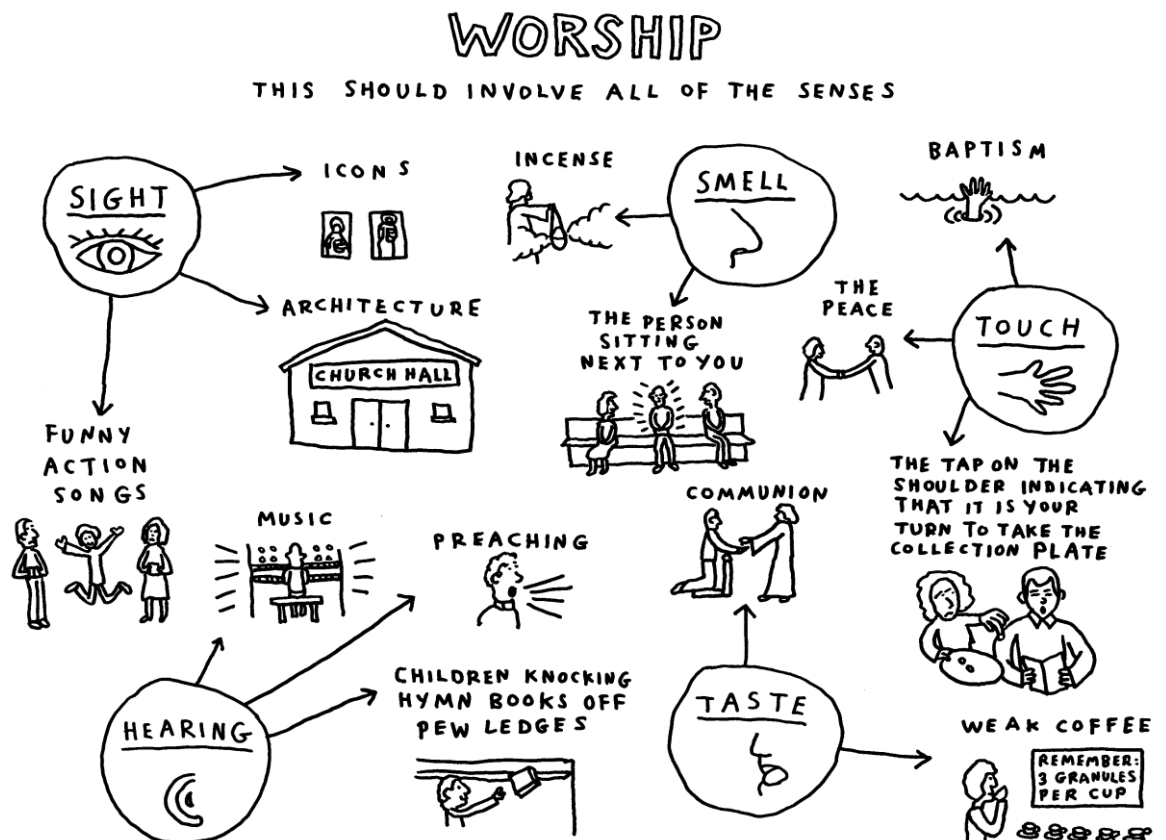 WORSHIP
THIS SHOULD INVOLVE ALL OF THE SENSES
SIGHT
ICONS
ARCHITECTURE
CHURCH HALL
FUNNY
ACTION
SONGS
SMELL
INCENSE
THE PERSON
SITTING
NEXT TO YOU
TOUCH
BAPTISM
THE
PEACE
THE TAP ON THE
SHOULDER INDICATING
THAT IT IS YOUR
TURN TO TAKE THE
COLLECTION PLATE
HEARING
MUSIC
PREACHING
CHILDREN KNOCKING
HYMN BOOKS OFF
PEW LEDGES
TASTE
COMMUNION
WEAK COFFEE
REMEMBER:
3 GRANULES
PER CUP